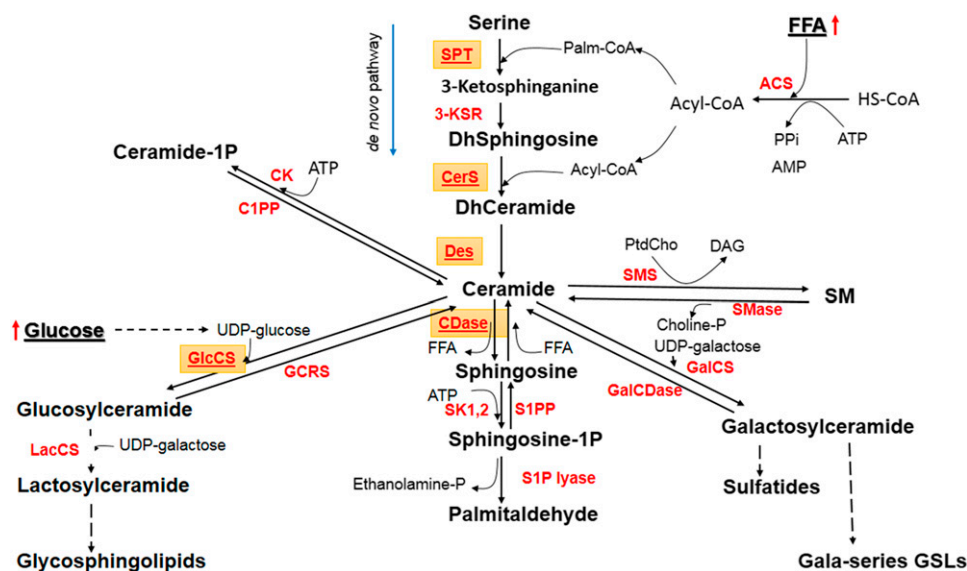 Serine
FFA
de novo pathway
SPT
Palm-CoA
3-Ketosphinganine
ACS
Acyl-CoA
HS-CoA
3-KSR
PPi
ATP
DhSphingosine
AMP
Ceramide-1P
CK
ATP
C1PP
CerS
Acyl-CoA
DhCeramide
Des
PtdCho
DAG
SMS
Ceramide
SM
SMase
Glucose
UDP-glucose
CDase
Choline-P
UDP-galactose
GlcCS
FFA
FFA
GalCS
GCRS
Sphingosine
GalCDase
Glucosylceramide
ATP
SK1,2
S1PP
Galactosylceramide
LacCS
UDP-galactose
Sphingosine-1P
Lactosylceramide
Ethanolamine-P
S1P lyase
Sulfatides
Palmitaldehyde
Glycosphingolipids
Gala-series GSLs